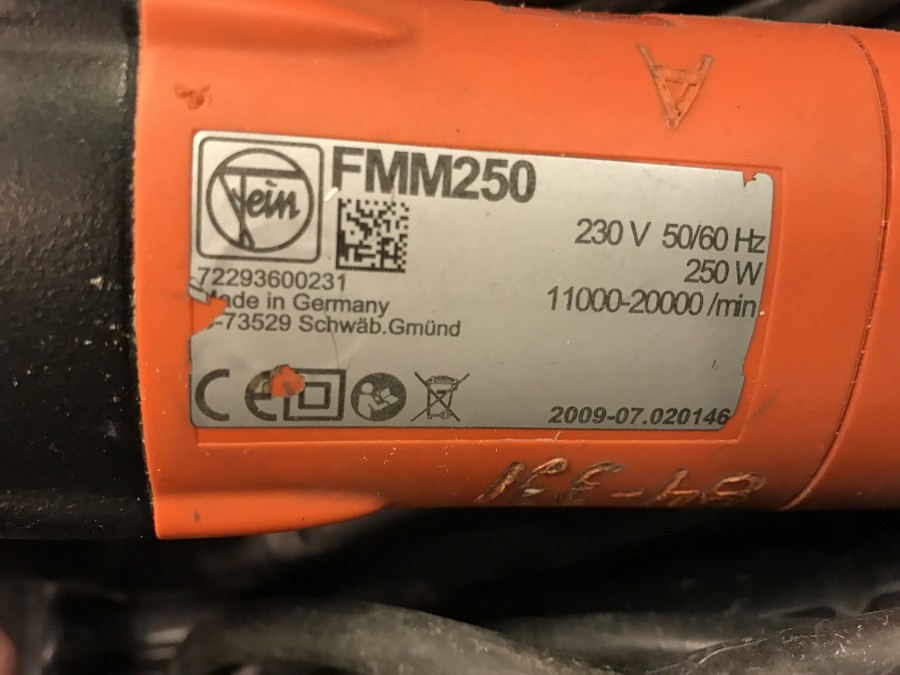 Fein
FMM250
230 V 50/60 Hz
250 W
11000-20000 /min
72293600231
Made in Germany
-73529 Schwäb.Gmünd
CE
2009-07.020146
A